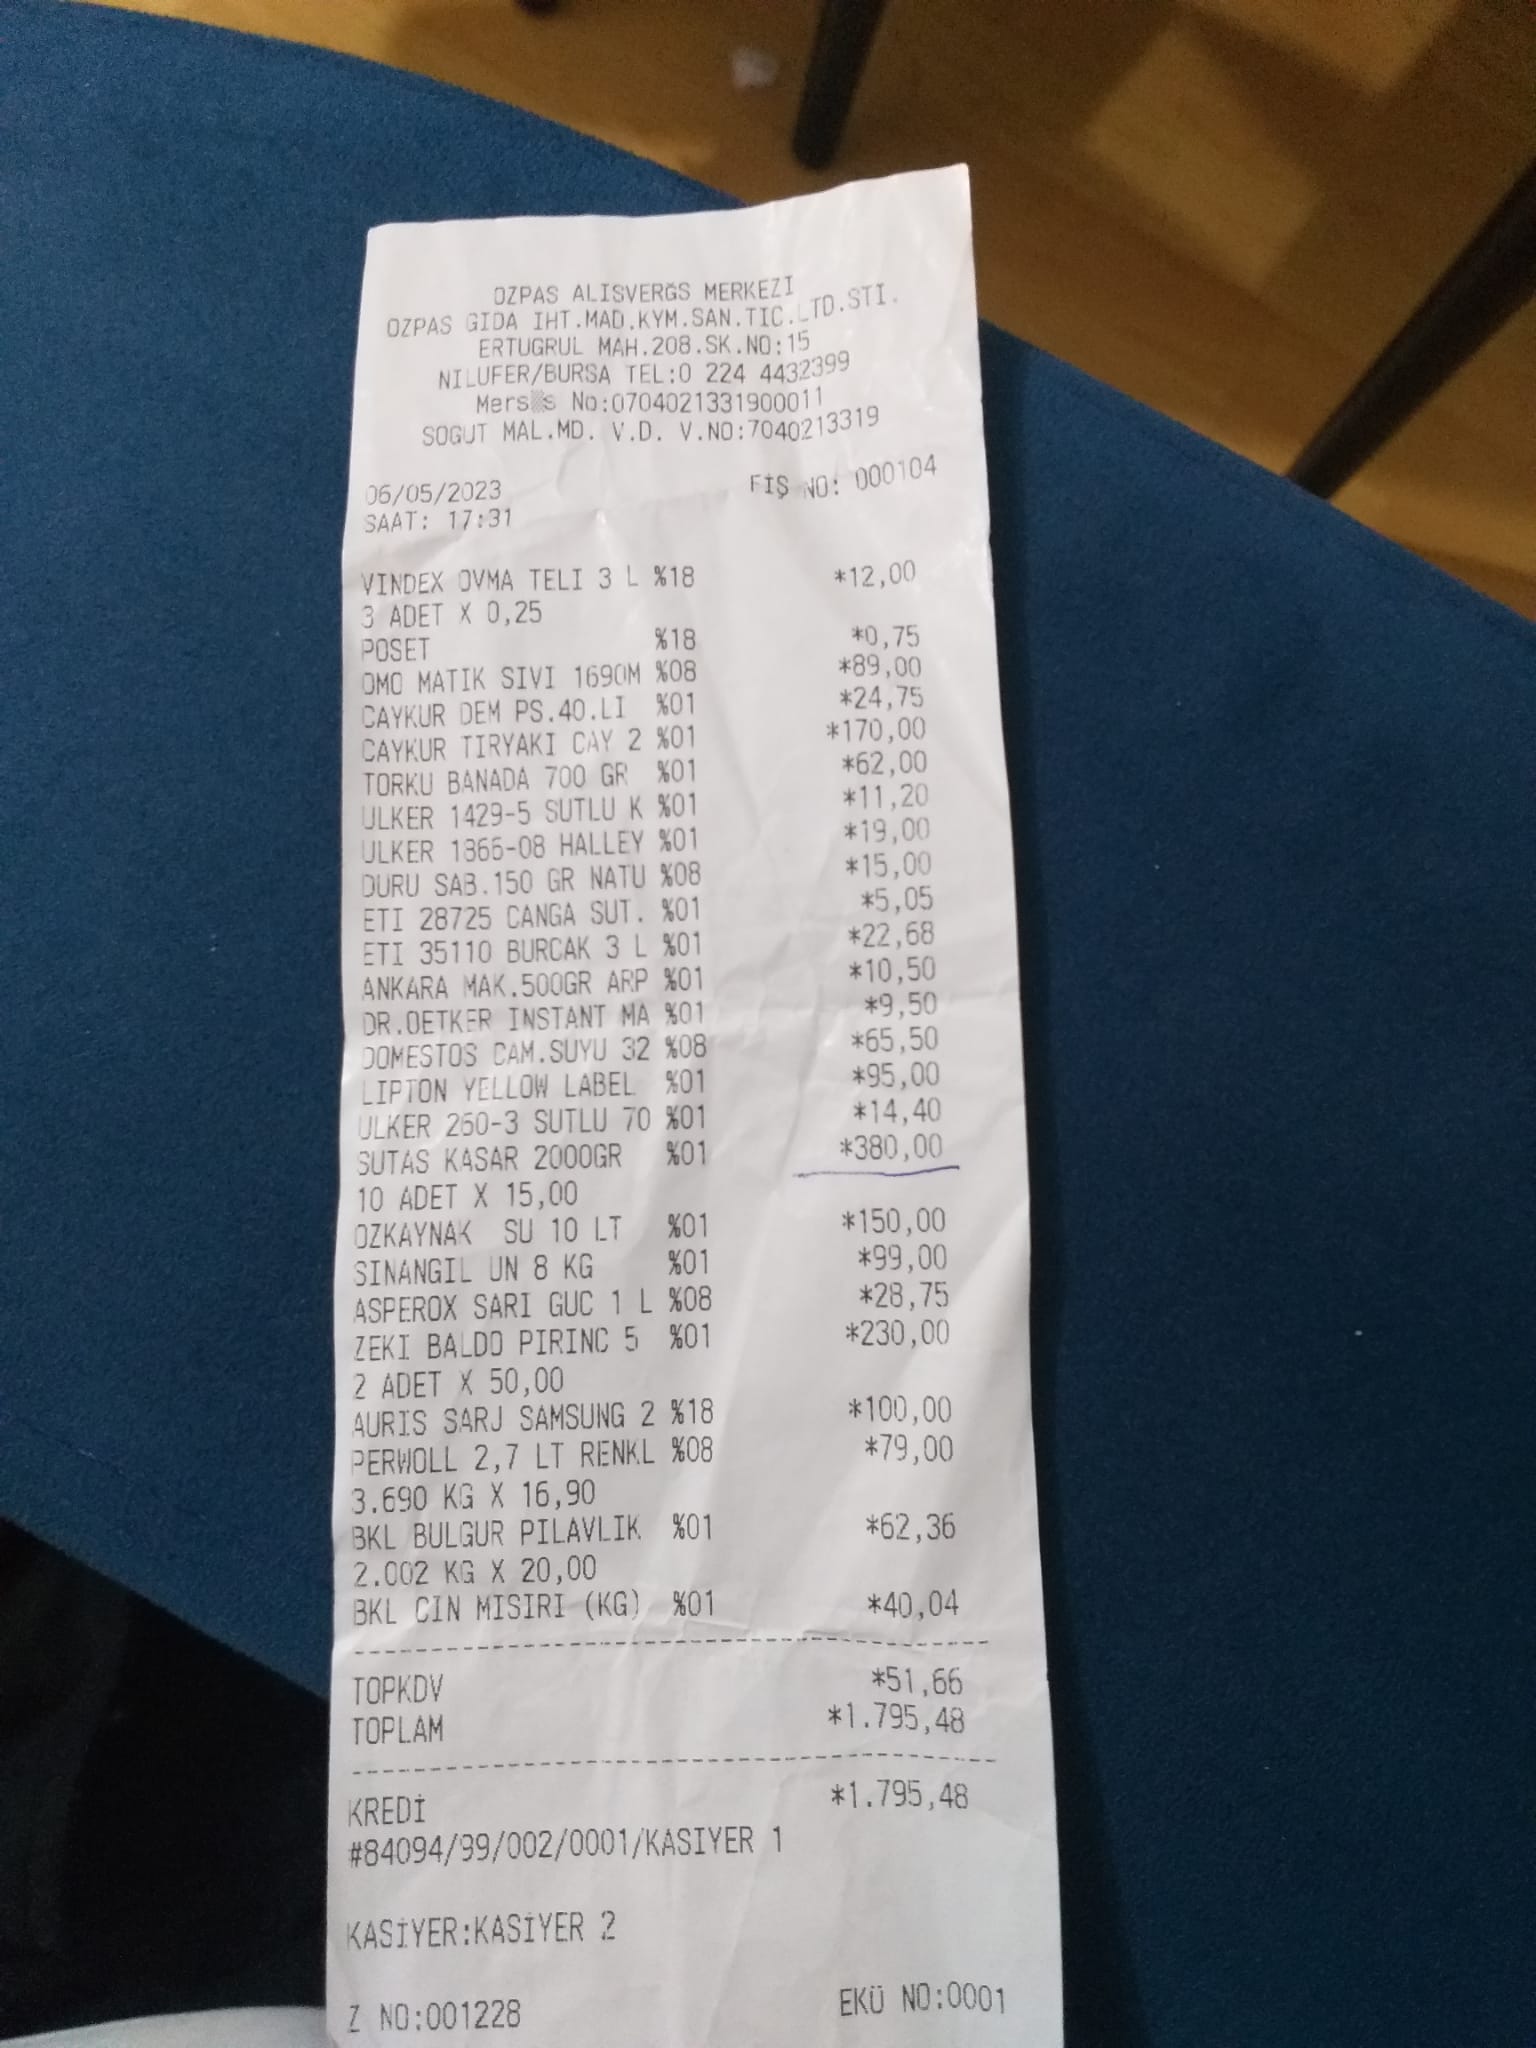 OZPAS ALISVERGS MERKEZI
OZPAS GIDA IHT.MAD.KYM.SAN.TIC.LTD.STI.
ERTUGRUL MAH.208.SK.NO:15
NILUFER/BURSA TEL:0 224 4432399
Mers▒s No:0704021331900011
SOGUT MAL.MD. V.D. V.NO:7040213319
06/05/2023 FİŞ NO: 000104
SAAT: 17:31
VINDEX OVMA TELI 3 L %18 *12,00
3 ADET X 0,25
POSET %18 *0,75
OMO MATIK SIVI 1690M %08 *89,00
CAYKUR DEM PS.40.LI %01 *24,75
CAYKUR TIRYAKI CAY 2 %01 *170,00
TORKU BANADA 700 GR %01 *62,00
ULKER 1429-5 SUTLU K %01 *11,20
ULKER 1366-08 HALLEY %01 *19,00
DURU SAB.150 GR NATU %08 *15,00
ETI 28725 CANGA SUT. %01 *5,05
ETI 35110 BURCAK 3 L %01 *22,68
ANKARA MAK.500GR ARP %01 *10,50
DR.OETKER INSTANT MA %01 *9,50
DOMESTOS CAM.SUYU 32 %08 *65,50
LIPTON YELLOW LABEL %01 *95,00
ULKER 260-3 SUTLU 70 %01 *14,40
SUTAS KASAR 2000GR %01 *380,00
10 ADET X 15,00
OZKAYNAK SU 10 LT %01 *150,00
SINANGIL UN 8 KG %01 *99,00
ASPEROX SARI GUC 1 L %08 *28,75
ZEKI BALDO PIRINC 5 %01 *230,00
2 ADET X 50,00
AURIS SARJ SAMSUNG 2 %18 *100,00
PERWOLL 2,7 LT RENKL %08 *79,00
3.690 KG X 16,90
BKL BULGUR PILAVLIK %01 *62,36
2.002 KG X 20,00
BKL CIN MISIRI (KG) %01 *40,04
TOPKDV *51,66
TOPLAM *1.795,48
KREDİ *1.795,48
#84094/99/002/0001/KASIYER 1
KASİYER:KASİYER 2
Z NO:001228 EKÜ NO:0001